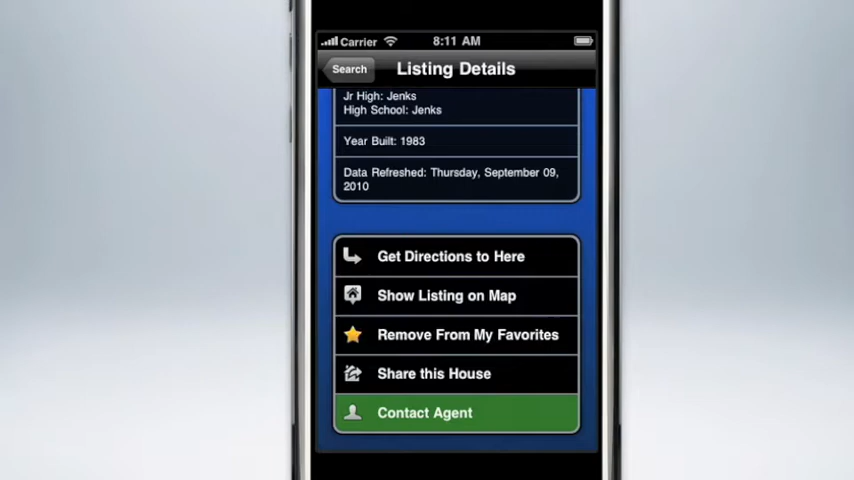 Carrier
8:11 AM
Search
Listing Details
Jr High: Jenks
High School: Jenks
Year Built: 1983
Data Refreshed: Thursday, September 09,
2010
Get Directions to Here
Show Listing on Map
Remove From My Favorites
Share this House
Contact Agent